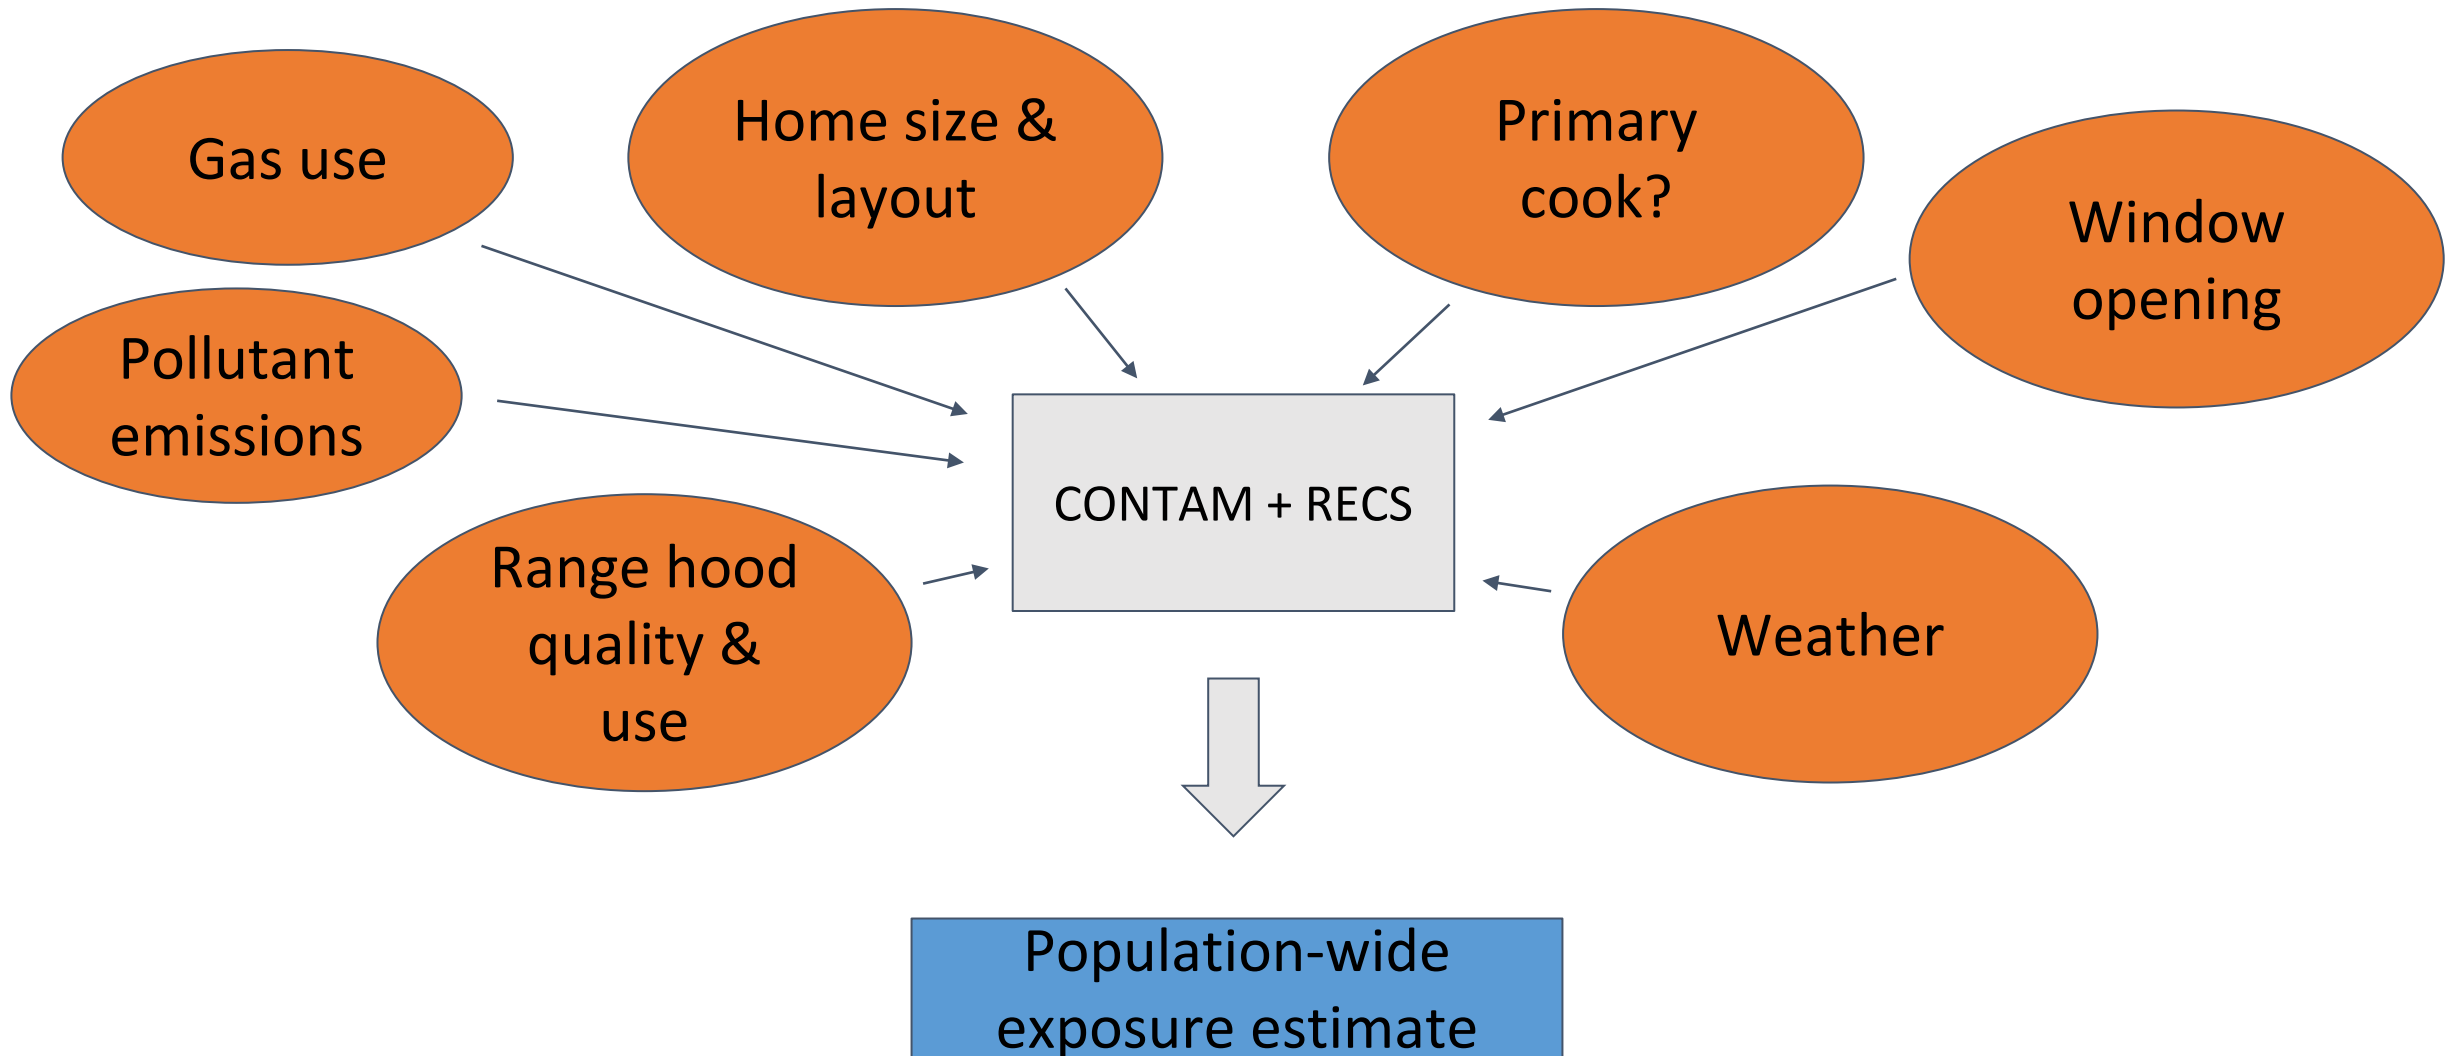 Gas use
Home size &
layout
Primary
cook?
Window
opening
Pollutant
emissions
CONTAM + RECS
Range hood
quality &
use
Weather
Population-wide
exposure estimate